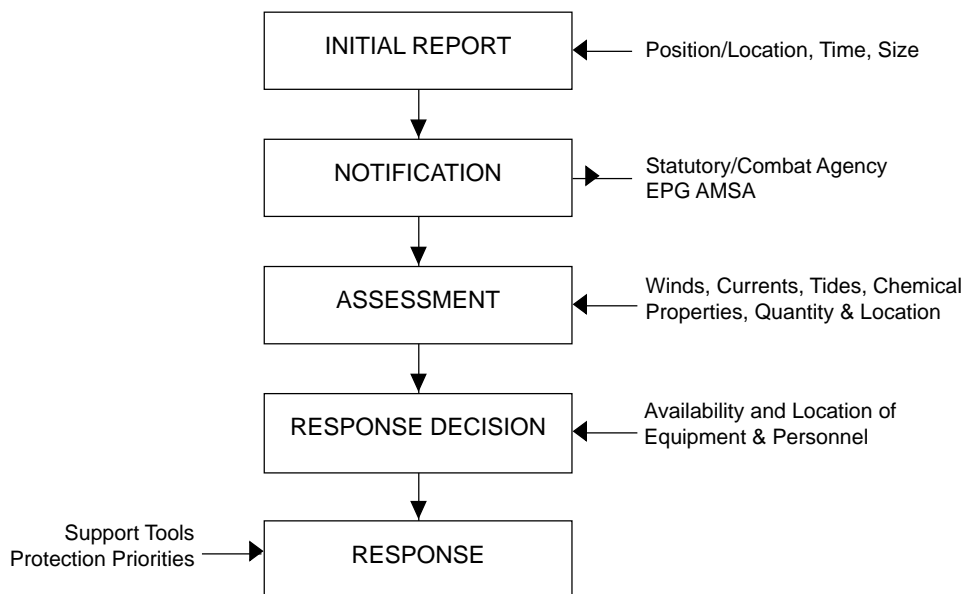 INITIAL REPORT
Position/Location, Time, Size
NOTIFICATION
Statutory/Combat Agency
EPG AMSA
ASSESSMENT
Winds, Currents, Tides, Chemical
Properties, Quantity & Location
RESPONSE DECISION
Availability and Location of
Equipment & Personnel
Support Tools
Protection Priorities
RESPONSE